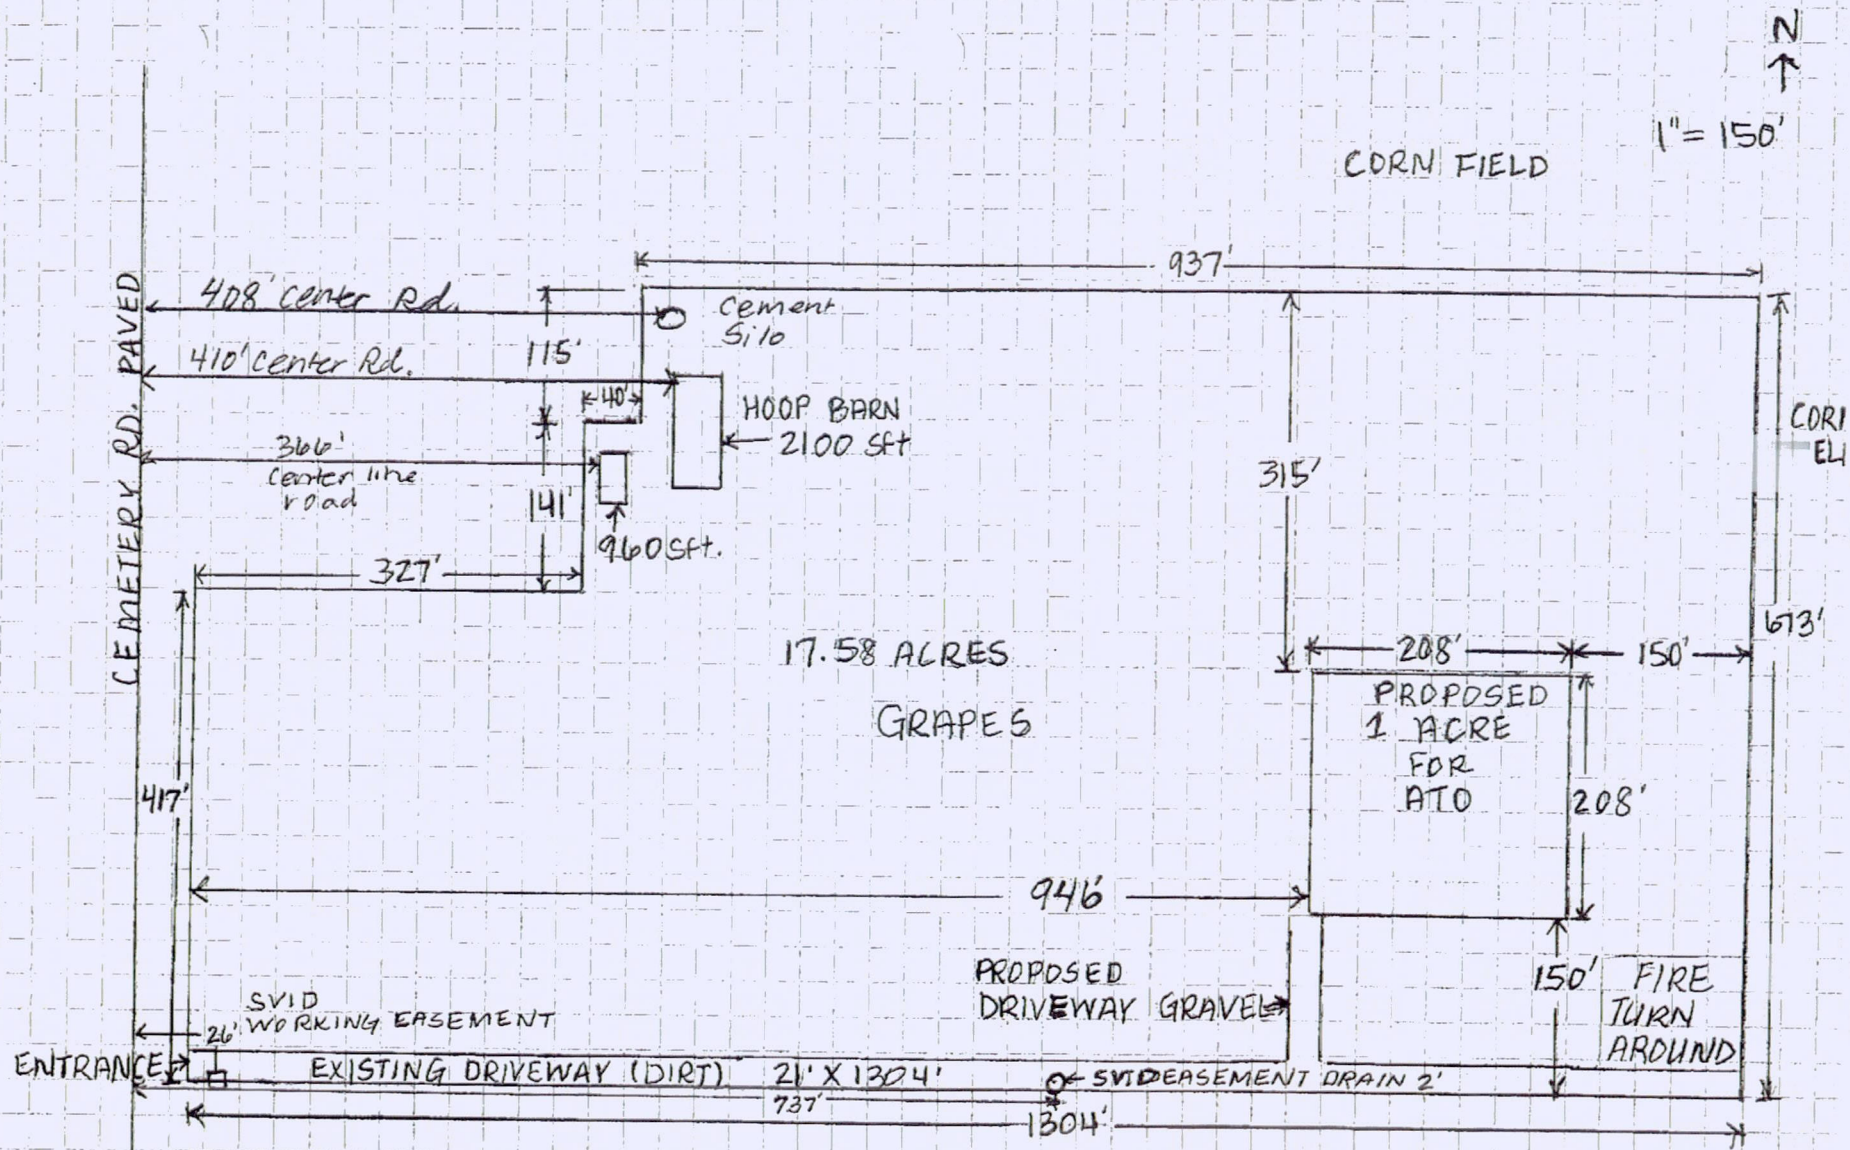 N
1"= 150'
CORN FIELD
937'
408' Center Rd.
Cement
Silo
115'
410' Center Rd.
40'
HOOP BARN
2100 Sft
366'
Center line
road
141'
960 Sft.
327'
CEMETERY RD. PAVED
315'
CORI
ELI
673'
17.58 ACRES
GRAPES
208'
150'
PROPOSED
1 ACRE
FOR
ATO
208'
417'
946'
PROPOSED
DRIVEWAY GRAVEL
150'
FIRE
TURN
AROUND
SVID
WORKING EASEMENT
26'
ENTRANCE
EXISTING DRIVEWAY (DIRT) 21' X 1304'
SVID EASEMENT DRAIN 2'
737'
1304'